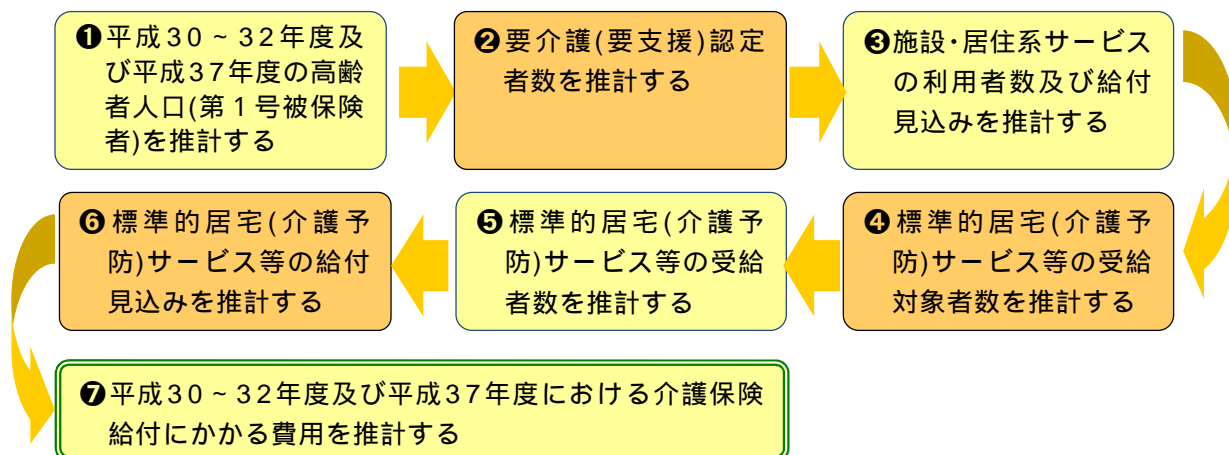 ❶平成30~32年度及
び平成37年度の高齢
者人口(第1号被保険
者)を推計する
❷要介護(要支援)認定
者数を推計する
❸施設・居住系サービス
の利用者数及び給付
見込みを推計する
❹標準的居宅(介護予
防)サービス等の受給
対象者数を推計する
❺標準的居宅(介護予
防)サービス等の受給
者数を推計する
❻標準的居宅(介護予
防)サービス等の給付
見込みを推計する
❼平成30~32年度及び平成37年度における介護保険
給付にかかる費用を推計する